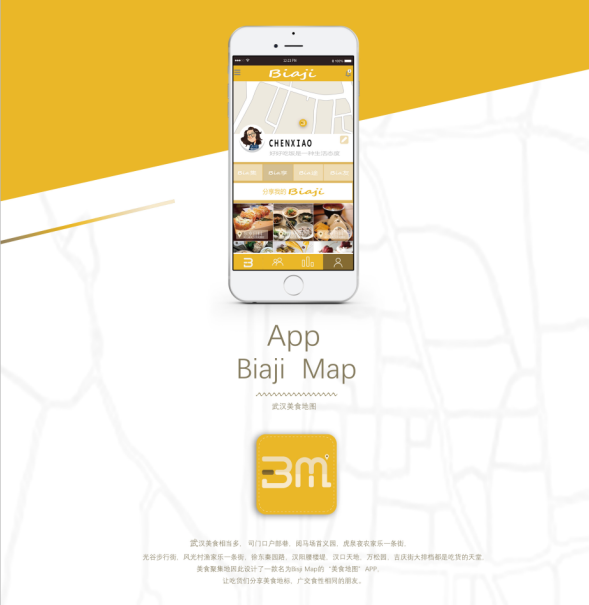 Biaji
CHENXIAO
分享我的 Biaji
App
Biaji Map
武汉美食地图
BM
武汉美食相当多, 司门口户部巷, 阅马场首义园, 虎泉夜农家乐一条街,
光谷步行街, 风光村渔家乐一条街, 徐东秦园路, 汉阳腰堤堤, 汉口天地, 万松园, 吉庆街大排档都是吃货的天堂,
美食聚集地因此设计了一款名为Biaji Map的“美食地图”APP,
让吃货们分享美食地标, 广交食性相同的朋友。